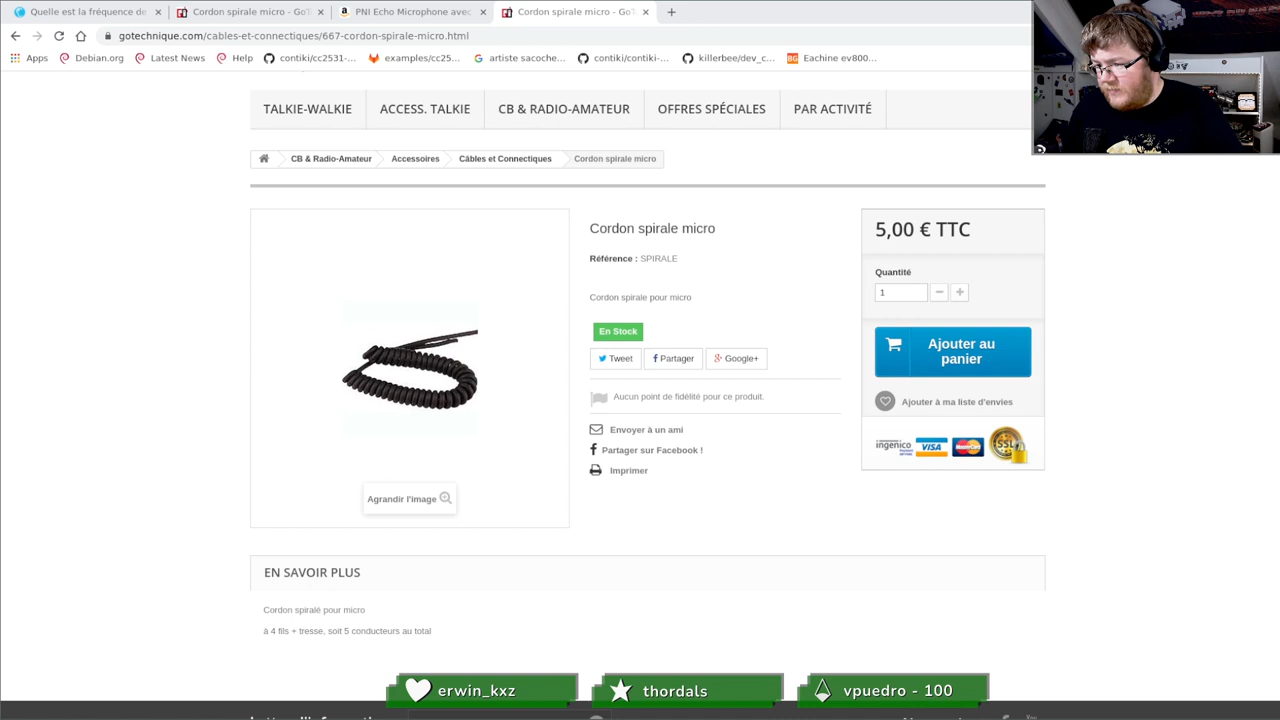 Quelle est la fréquence de
Cordon spirale micro - GoTe
PNI Echo Microphone avec
Cordon spirale micro - GoTe
gotechnique.com/cables-et-connectiques/667-cordon-spirale-micro.html
Apps
Debian.org
Latest News
Help
contiki/cc2531-...
examples/cc25...
artiste sacoche...
contiki/contiki-...
killerbee/dev_c...
Eachine ev800...
TALKIE-WALKIE
ACCESS. TALKIE
CB & RADIO-AMATEUR
OFFRES SPÉCIALES
PAR ACTIVITÉ
CB & Radio-Amateur
Accessoires
Câbles et Connectiques
Cordon spirale micro
Agrandir l'image
Cordon spirale micro
Référence : SPIRALE
Cordon spirale pour micro
En Stock
Tweet
Partager
Google+
Aucun point de fidélité pour ce produit.
Envoyer à un ami
Partager sur Facebook !
Imprimer
5,00 € TTC
Quantité
1
Ajouter au
panier
Ajouter à ma liste d'envies
ingenico
VISA
MasterCard
SSL
EN SAVOIR PLUS
Cordon spiralé pour micro
à 4 fils + tresse, soit 5 conducteurs au total
erwin_kxz
thordals
vpuedro - 100